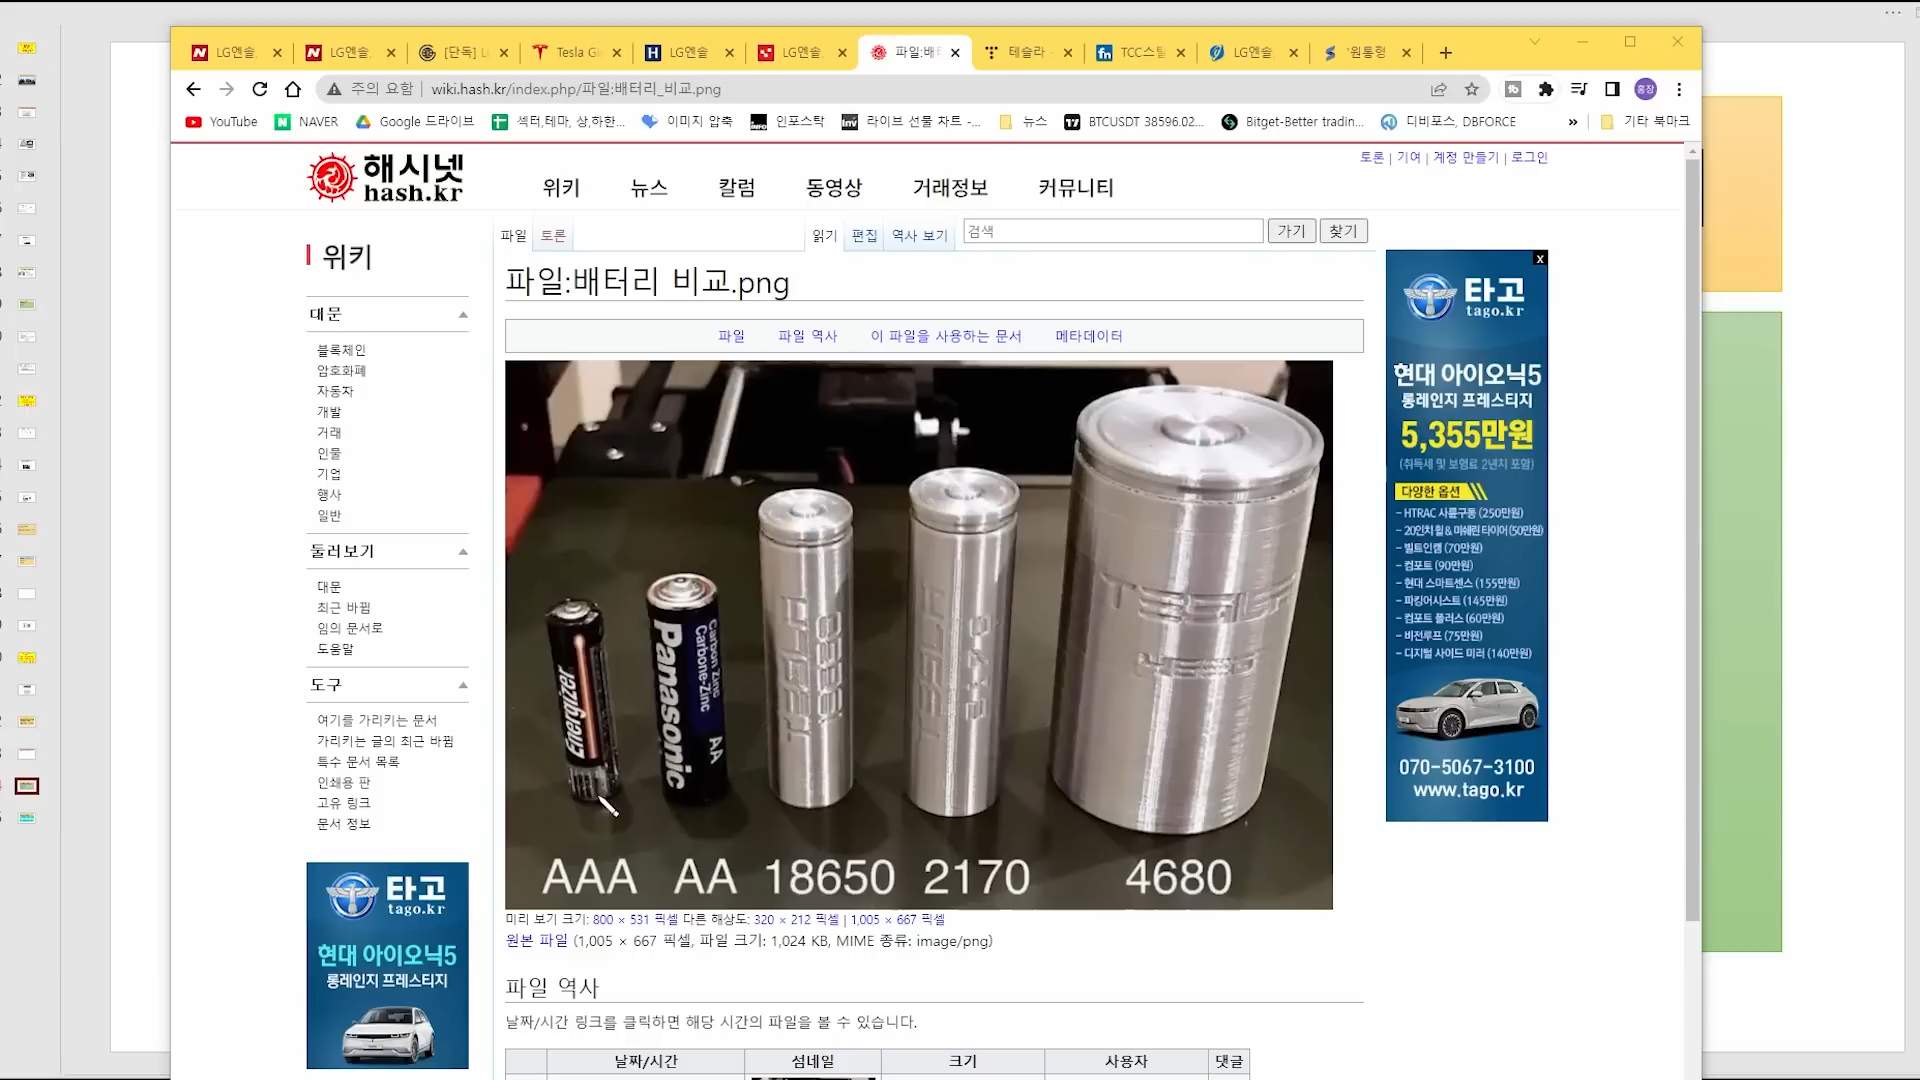 LG엔솔,
LG엔솔,
[단독] L
Tesla Gi
LG엔솔
LG엔솔,
파일:배터
테슬라
TCC스틸
LG엔솔,
'원통형
주의 요함 | wiki.hash.kr/index.php/파일:배터리_비교.png
홍장
YouTube
NAVER
Google 드라이브
섹터,테마, 상,하한...
이미지 압축
인포스탁
라이브 선물 차트 -...
뉴스
BTCUSDT 38596.02...
Bitget-Better tradin...
디비포스, DBFORCE
»
기타 북마크
해시넷
hash.kr
위키
뉴스
칼럼
동영상
거래정보
커뮤니티
토론 | 기여 | 계정 만들기 | 로그인
파일
토론
읽기
편집
역사 보기
검색
가기
찾기
위키
대문
블록체인
암호화폐
자동차
개발
거래
인물
기업
행사
일반
둘러보기
대문
최근 바뀜
임의 문서로
도움말
도구
여기를 가리키는 문서
가리키는 글의 최근 바뀜
특수 문서 목록
인쇄용 판
고유 링크
문서 정보
타고
tago.kr
현대 아이오닉5
롱레인지 프레스티지
파일:배터리 비교.png
파일
파일 역사
이 파일을 사용하는 문서
메타데이터
Energizer
Panasonic
Carbon Zinc
Carbone-Zinc
AA
AAA AA 18650 2170 4680
미리 보기 크기: 800 × 531 픽셀 다른 해상도: 320 × 212 픽셀 | 1,005 × 667 픽셀
원본 파일 (1,005 × 667 픽셀, 파일 크기: 1,024 KB, MIME 종류: image/png)
파일 역사
날짜/시간 링크를 클릭하면 해당 시간의 파일을 볼 수 있습니다.
날짜/시간
섬네일
크기
사용자
댓글
x
타고
tago.kr
현대 아이오닉5
롱레인지 프레스티지
5,355만원
(취득세 및 보험료 2년치 포함)
다양한 옵션
– HTRAC 사륜구동 (250만원)
– 20인치 휠 & 미쉐린 타이어 (50만원)
– 빌트인캠 (70만원)
– 컴포트 (90만원)
– 현대 스마트센스 (155만원)
– 파킹어시스트 (145만원)
– 컴포트 플러스 (60만원)
– 비전루프 (75만원)
– 디지털 사이드 미러 (140만원)
070-5067-3100
www.tago.kr